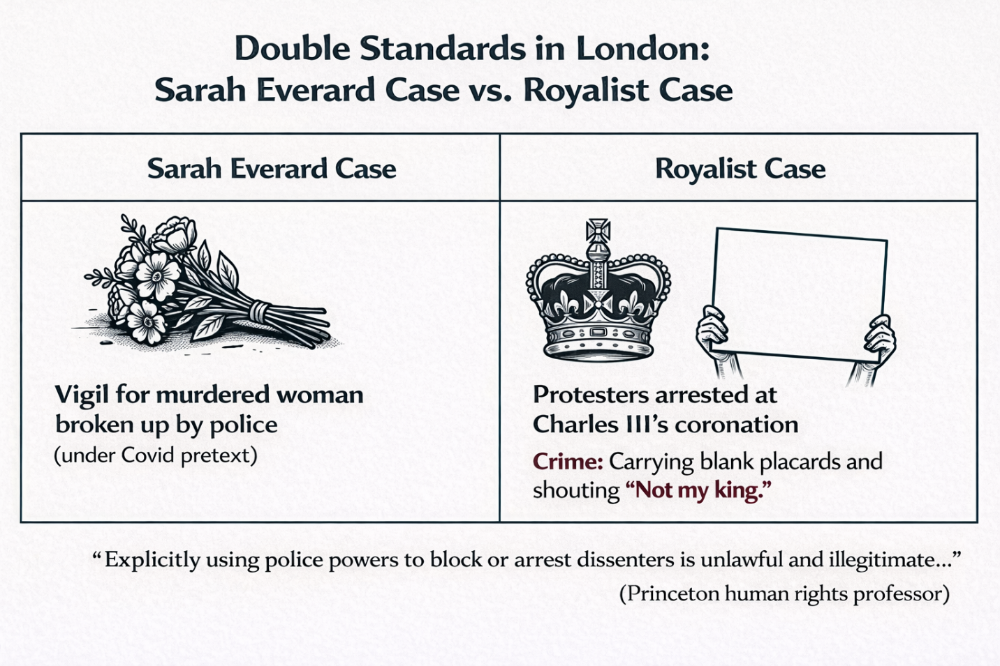 Double Standards in London:
Sarah Everard Case vs. Royalist Case
Sarah Everard Case
Royalist Case
Vigil for murdered woman
broken up by police
(under Covid pretext)
Protesters arrested at
Charles III’s coronation
Crime: Carrying blank placards and
shouting “Not my king.”
“Explicitly using police powers to block or arrest dissenters is unlawful and illegitimate...”
(Princeton human rights professor)